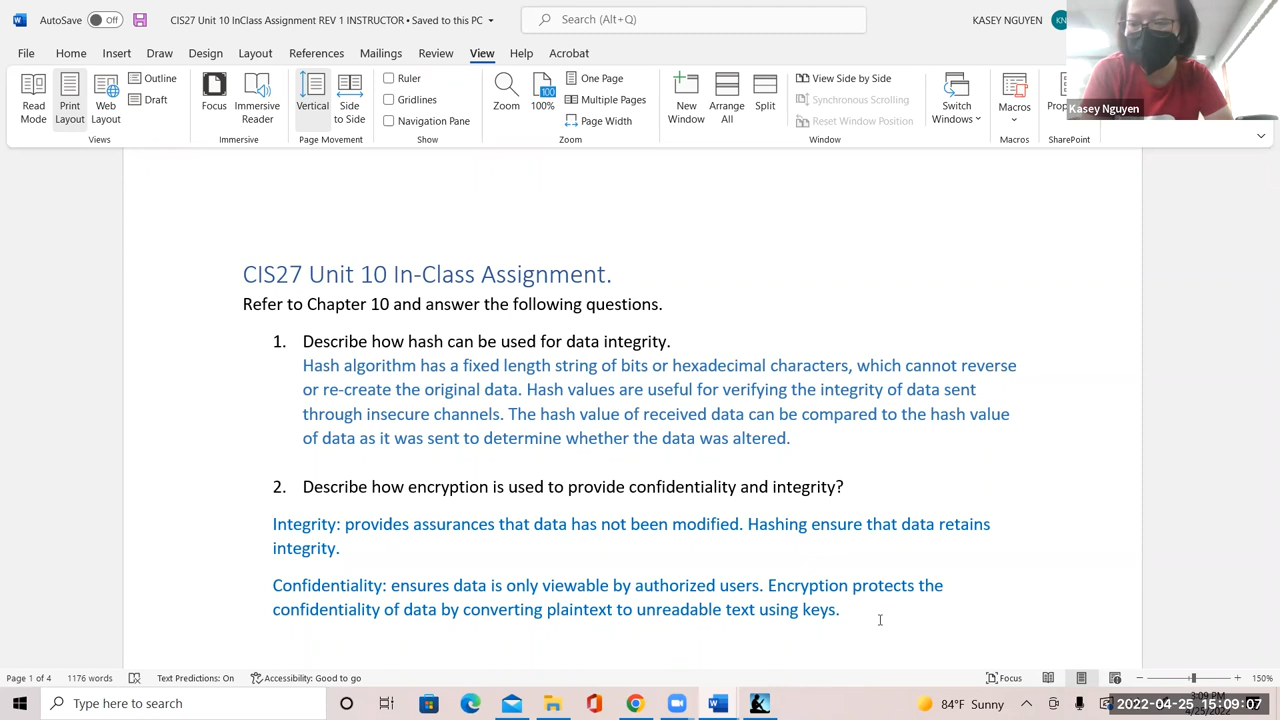 AutoSave Off CIS27 Unit 10 InClass Assignment REV 1 INSTRUCTOR • Saved to this PC Search (Alt+Q) KASEY NGUYEN KN
File Home Insert Draw Design Layout References Mailings Review View Help Acrobat
Read Mode Print Layout Web Layout Outline Draft Focus Immersive Reader Vertical Side to Side Ruler Gridlines Navigation Pane Zoom 100 100% One Page Multiple Pages Page Width New Window Arrange All Split View Side by Side Synchronous Scrolling Reset Window Position Switch Windows Macros
Kasey Nguyen
Views Immersive Page Movement Show Zoom Window Macros SharePoint
CIS27 Unit 10 In-Class Assignment.
Refer to Chapter 10 and answer the following questions.
1. Describe how hash can be used for data integrity.
Hash algorithm has a fixed length string of bits or hexadecimal characters, which cannot reverse
or re-create the original data. Hash values are useful for verifying the integrity of data sent
through insecure channels. The hash value of received data can be compared to the hash value
of data as it was sent to determine whether the data was altered.
2. Describe how encryption is used to provide confidentiality and integrity?
Integrity: provides assurances that data has not been modified. Hashing ensure that data retains
integrity.
Confidentiality: ensures data is only viewable by authorized users. Encryption protects the
confidentiality of data by converting plaintext to unreadable text using keys.
Page 1 of 4 1176 words Text Predictions: On Accessibility: Good to go Focus 150%
Type here to search 84°F Sunny 3:09 PM
2022-04-25 15:09:07